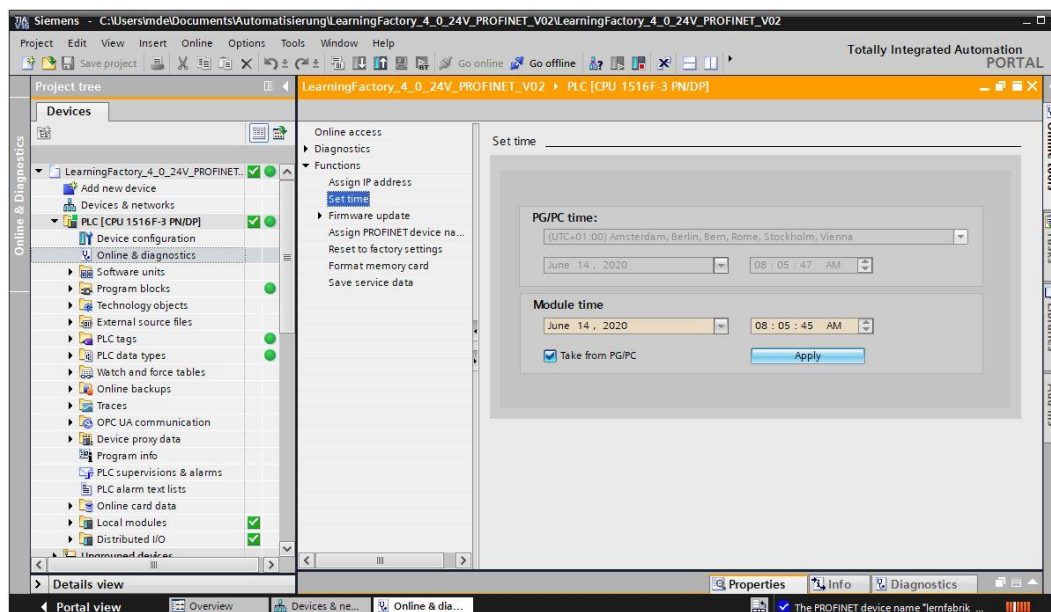 Siemens - C:\Users\mde\Documents\Automatisierung\LearningFactory_4_0_24V_PROFINET_V02\LearningFactory_4_0_24V_PROFINET_V02
Project Edit View Insert Online Options Tools Window Help
Totally Integrated Automation
PORTAL
Save project
Go online
Go offline
Project tree
LearningFactory_4_0_24V_PROFINET_V02 PLC [CPU 1516F-3 PN/DP]
Devices
Online & Diagnostics
LearningFactory_4_0_24V_PROFINET..
Add new device
Devices & networks
PLC [CPU 1516F-3 PN/DP]
Device configuration
Online & diagnostics
Software units
Program blocks
Technology objects
External source files
PLC tags
PLC data types
Watch and force tables
Online backups
Traces
OPC UA communication
Device proxy data
Program info
PLC supervisions & alarms
PLC alarm text lists
Online card data
Local modules
Distributed I/O
Ungrouped devices
Details view
Online access
Diagnostics
Functions
Assign IP address
Set time
Firmware update
Assign PROFINET device na...
Reset to factory settings
Format memory card
Save service data
Set time
PG/PC time:
(UTC+01:00) Amsterdam, Berlin, Bern, Rome, Stockholm, Vienna
June 14 , 2020
08 : 05 : 47 AM
Module time
June 14 , 2020
08 : 05 : 45 AM
Take from PG/PC
Apply
Online tools
Tasks
Libraries
Properties
Info
Diagnostics
Portal view
Overview
Devices & ne...
Online & dia...
The PROFINET device name "lernfabrik ...